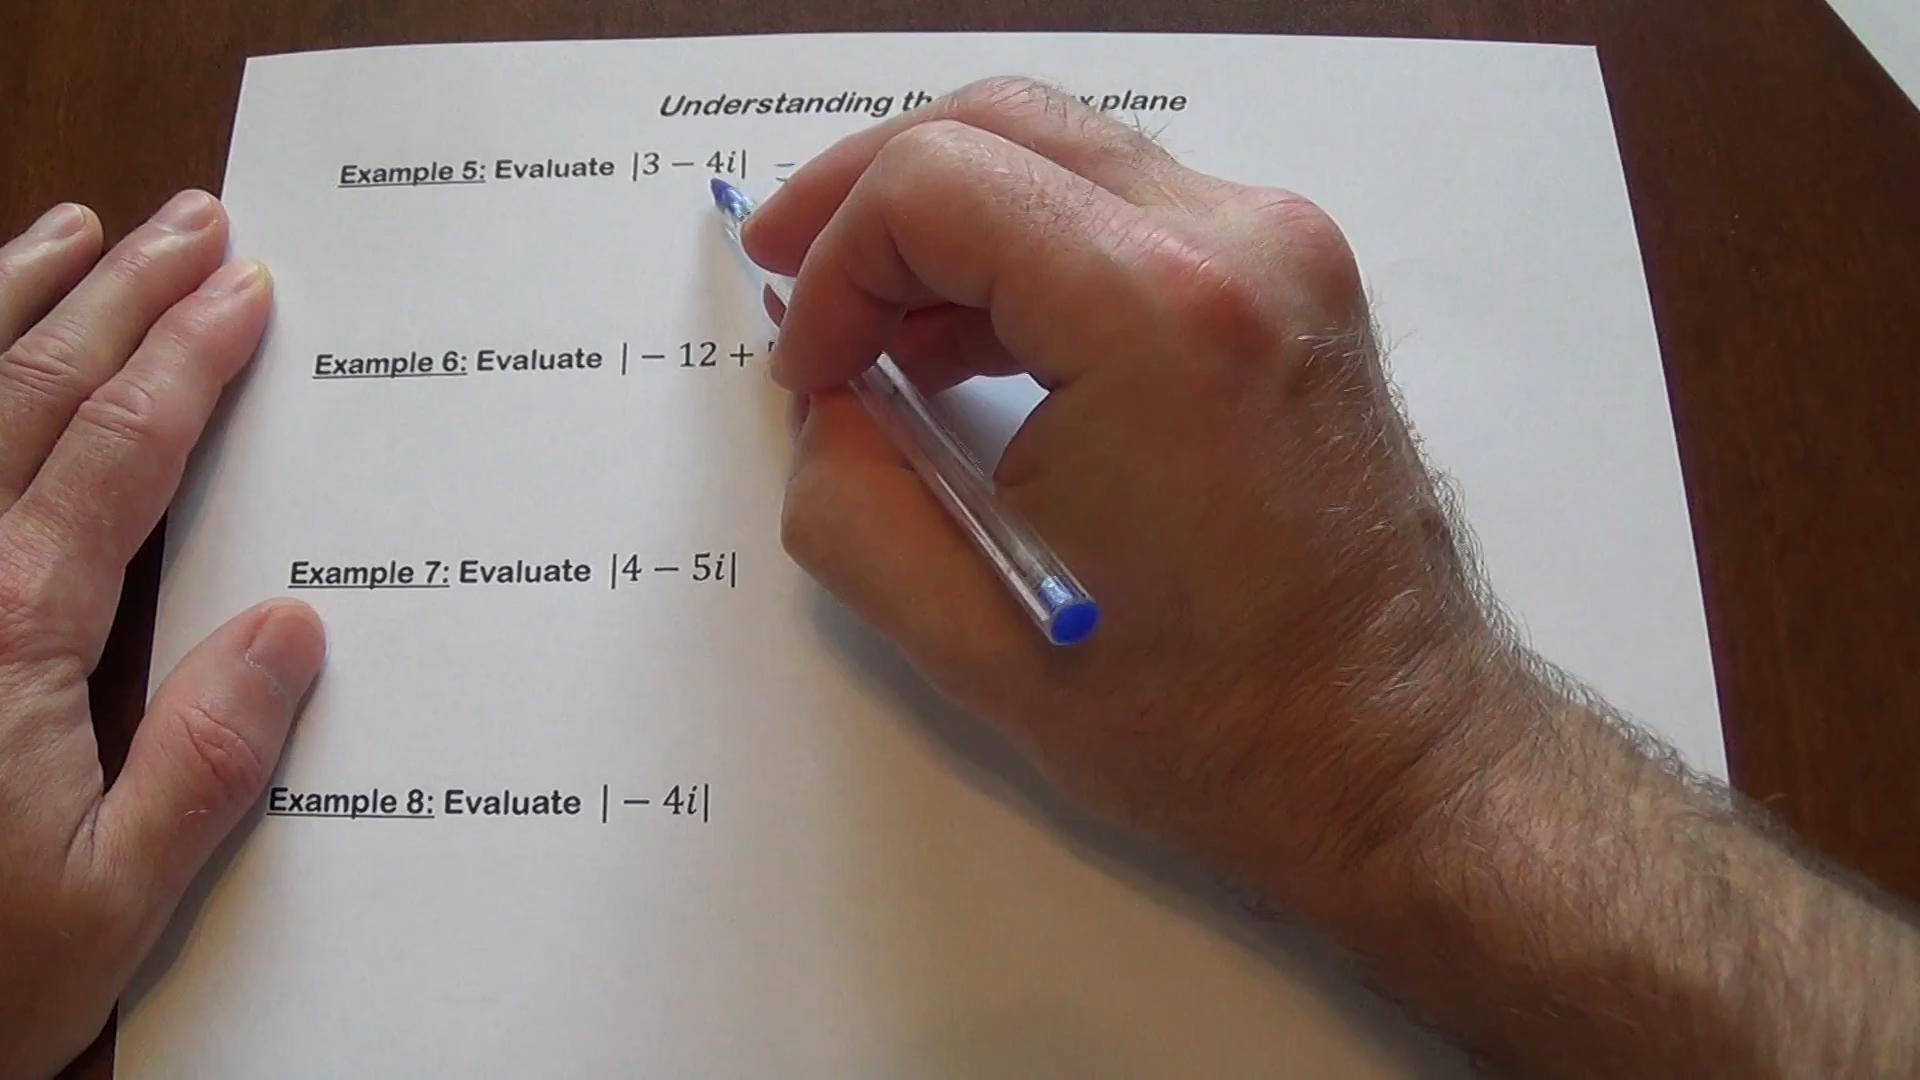 Understanding th plane
Example 5: Evaluate |3 − 4i| =
Example 6: Evaluate | − 12 +
Example 7: Evaluate |4 − 5i|
Example 8: Evaluate | − 4i|